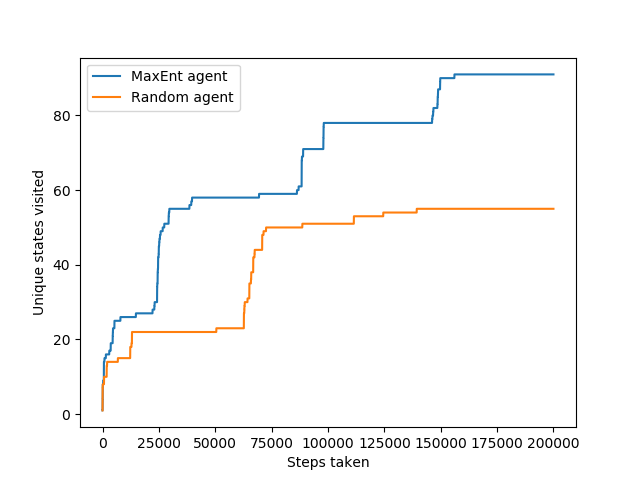 MaxEnt agent
Random agent
80
60
40
20
0
Unique states visited
0 25000 50000 75000 100000 125000 150000 175000 200000
Steps taken